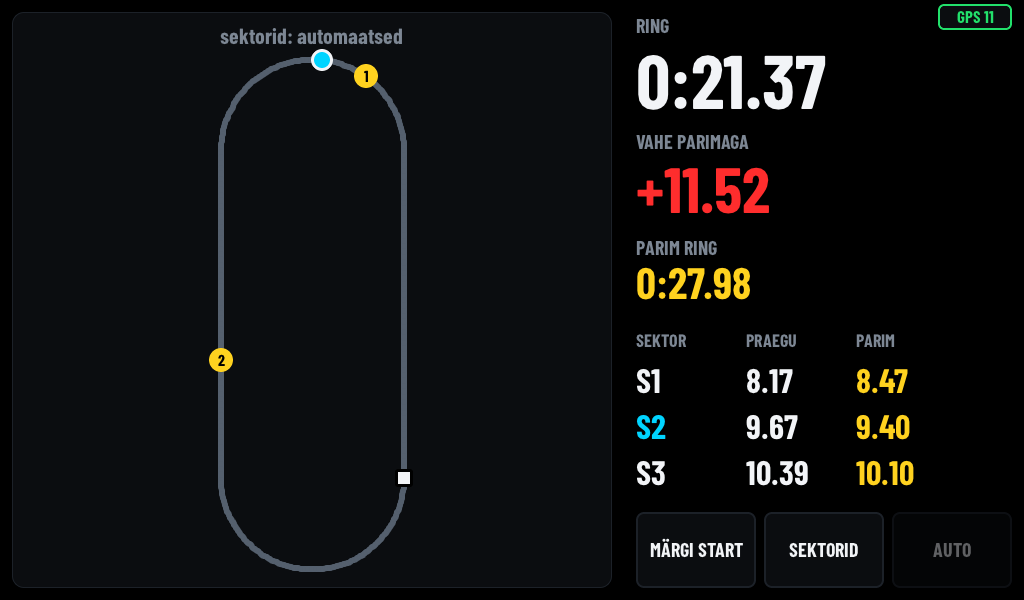 sektorid: automaatsed
1
2
GPS 11
RING
0:21.37
VAHE PARIMAGA
+11.52
PARIM RING
0:27.98
SEKTOR PRAEGU PARIM
S1 8.17 8.47
S2 9.67 9.40
S3 10.39 10.10
MÄRGI START SEKTORID AUTO